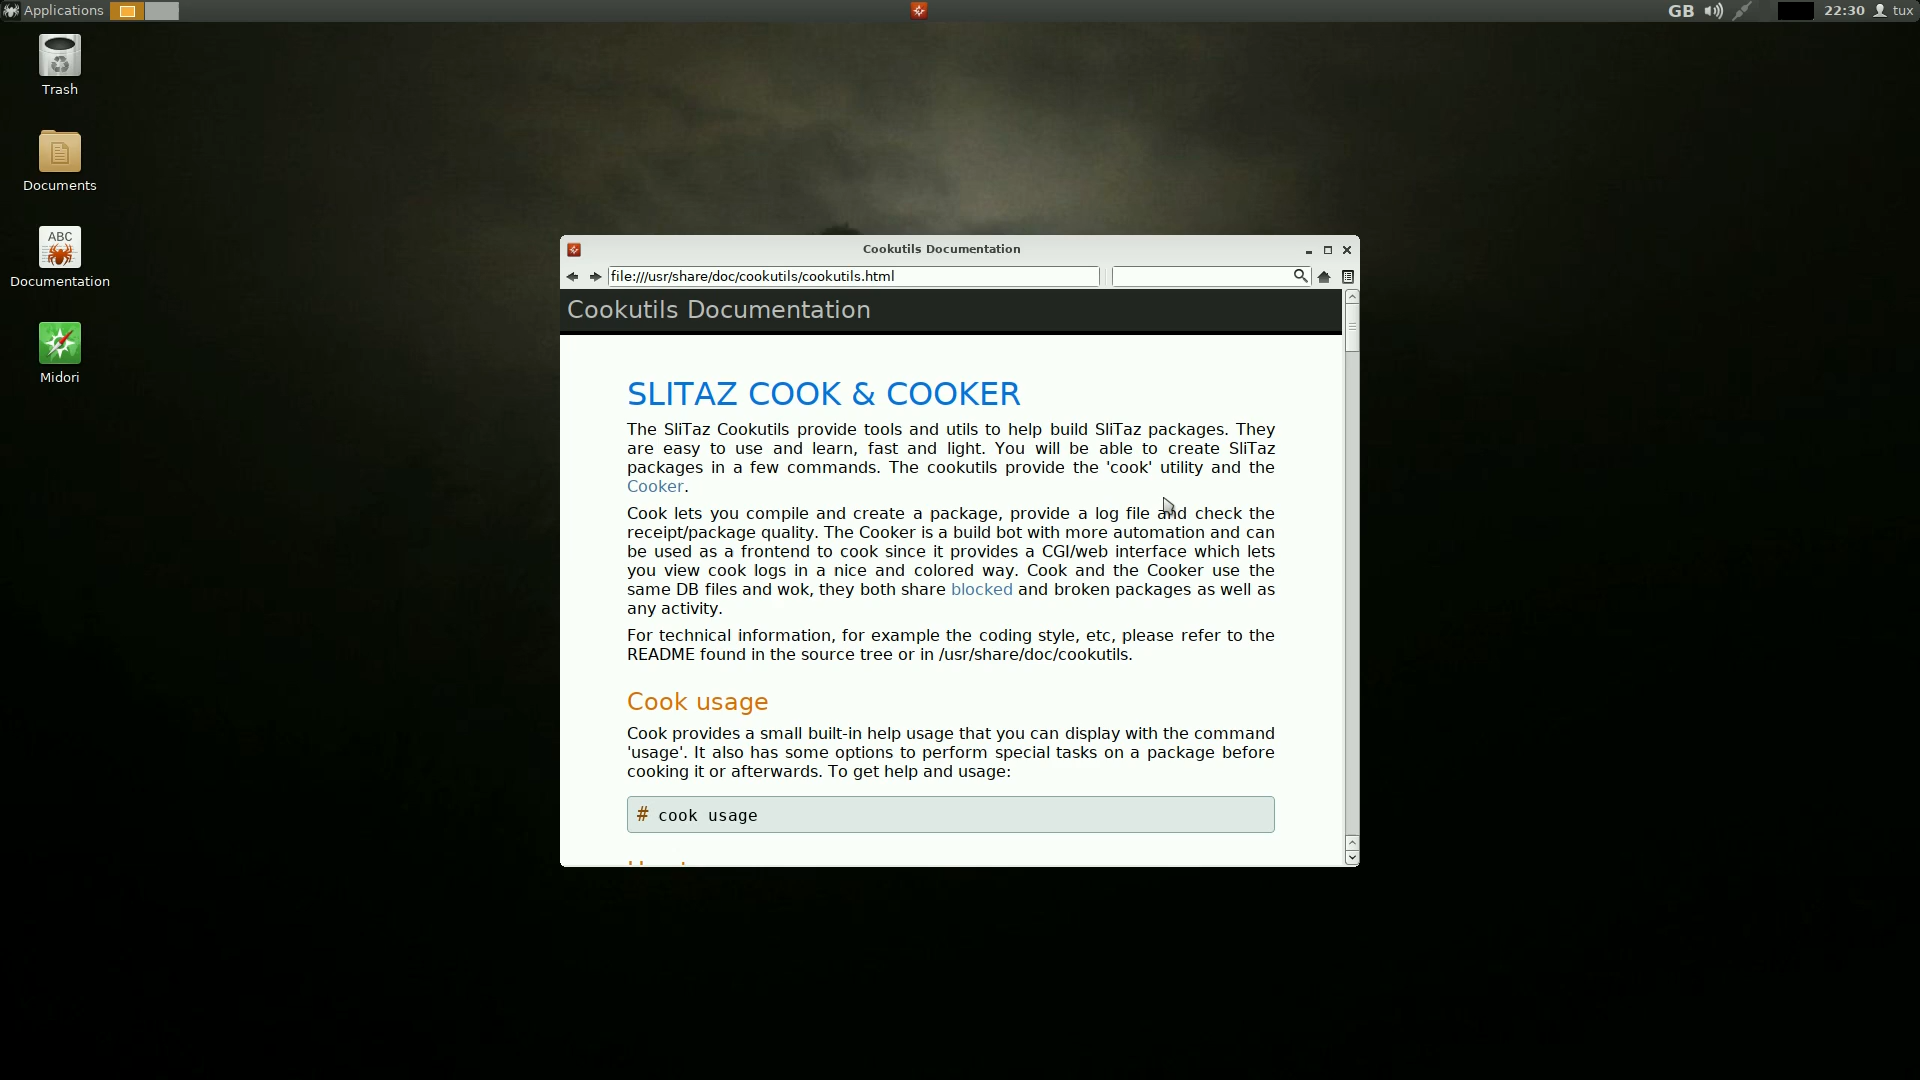 Applications
GB
22:30
tux
Trash
Documents
ABC
Documentation
Midori
Cookutils Documentation
file:///usr/share/doc/cookutils/cookutils.html
Cookutils Documentation
SLITAZ COOK & COOKER
The SliTaz Cookutils provide tools and utils to help build SliTaz packages. They
are easy to use and learn, fast and light. You will be able to create SliTaz
packages in a few commands. The cookutils provide the 'cook' utility and the
Cooker.
Cook lets you compile and create a package, provide a log file and check the
receipt/package quality. The Cooker is a build bot with more automation and can
be used as a frontend to cook since it provides a CGI/web interface which lets
you view cook logs in a nice and colored way. Cook and the Cooker use the
same DB files and wok, they both share blocked and broken packages as well as
any activity.
For technical information, for example the coding style, etc, please refer to the
README found in the source tree or in /usr/share/doc/cookutils.
Cook usage
Cook provides a small built-in help usage that you can display with the command
'usage'. It also has some options to perform special tasks on a package before
cooking it or afterwards. To get help and usage:
# cook usage